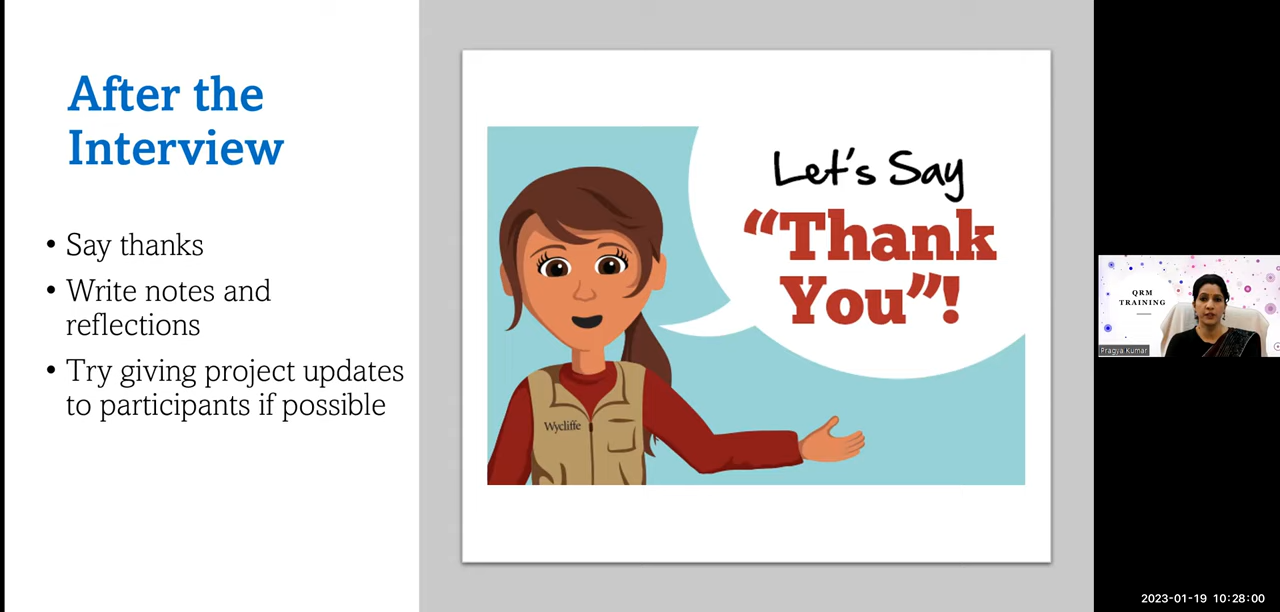 After the
Interview
• Say thanks
• Write notes and
reflections
• Try giving project updates
to participants if possible
Let's Say
“Thank
You”!
Wycliffe
QRM
TRAINING
Pragya Kumar
2023-01-19 10:28:00